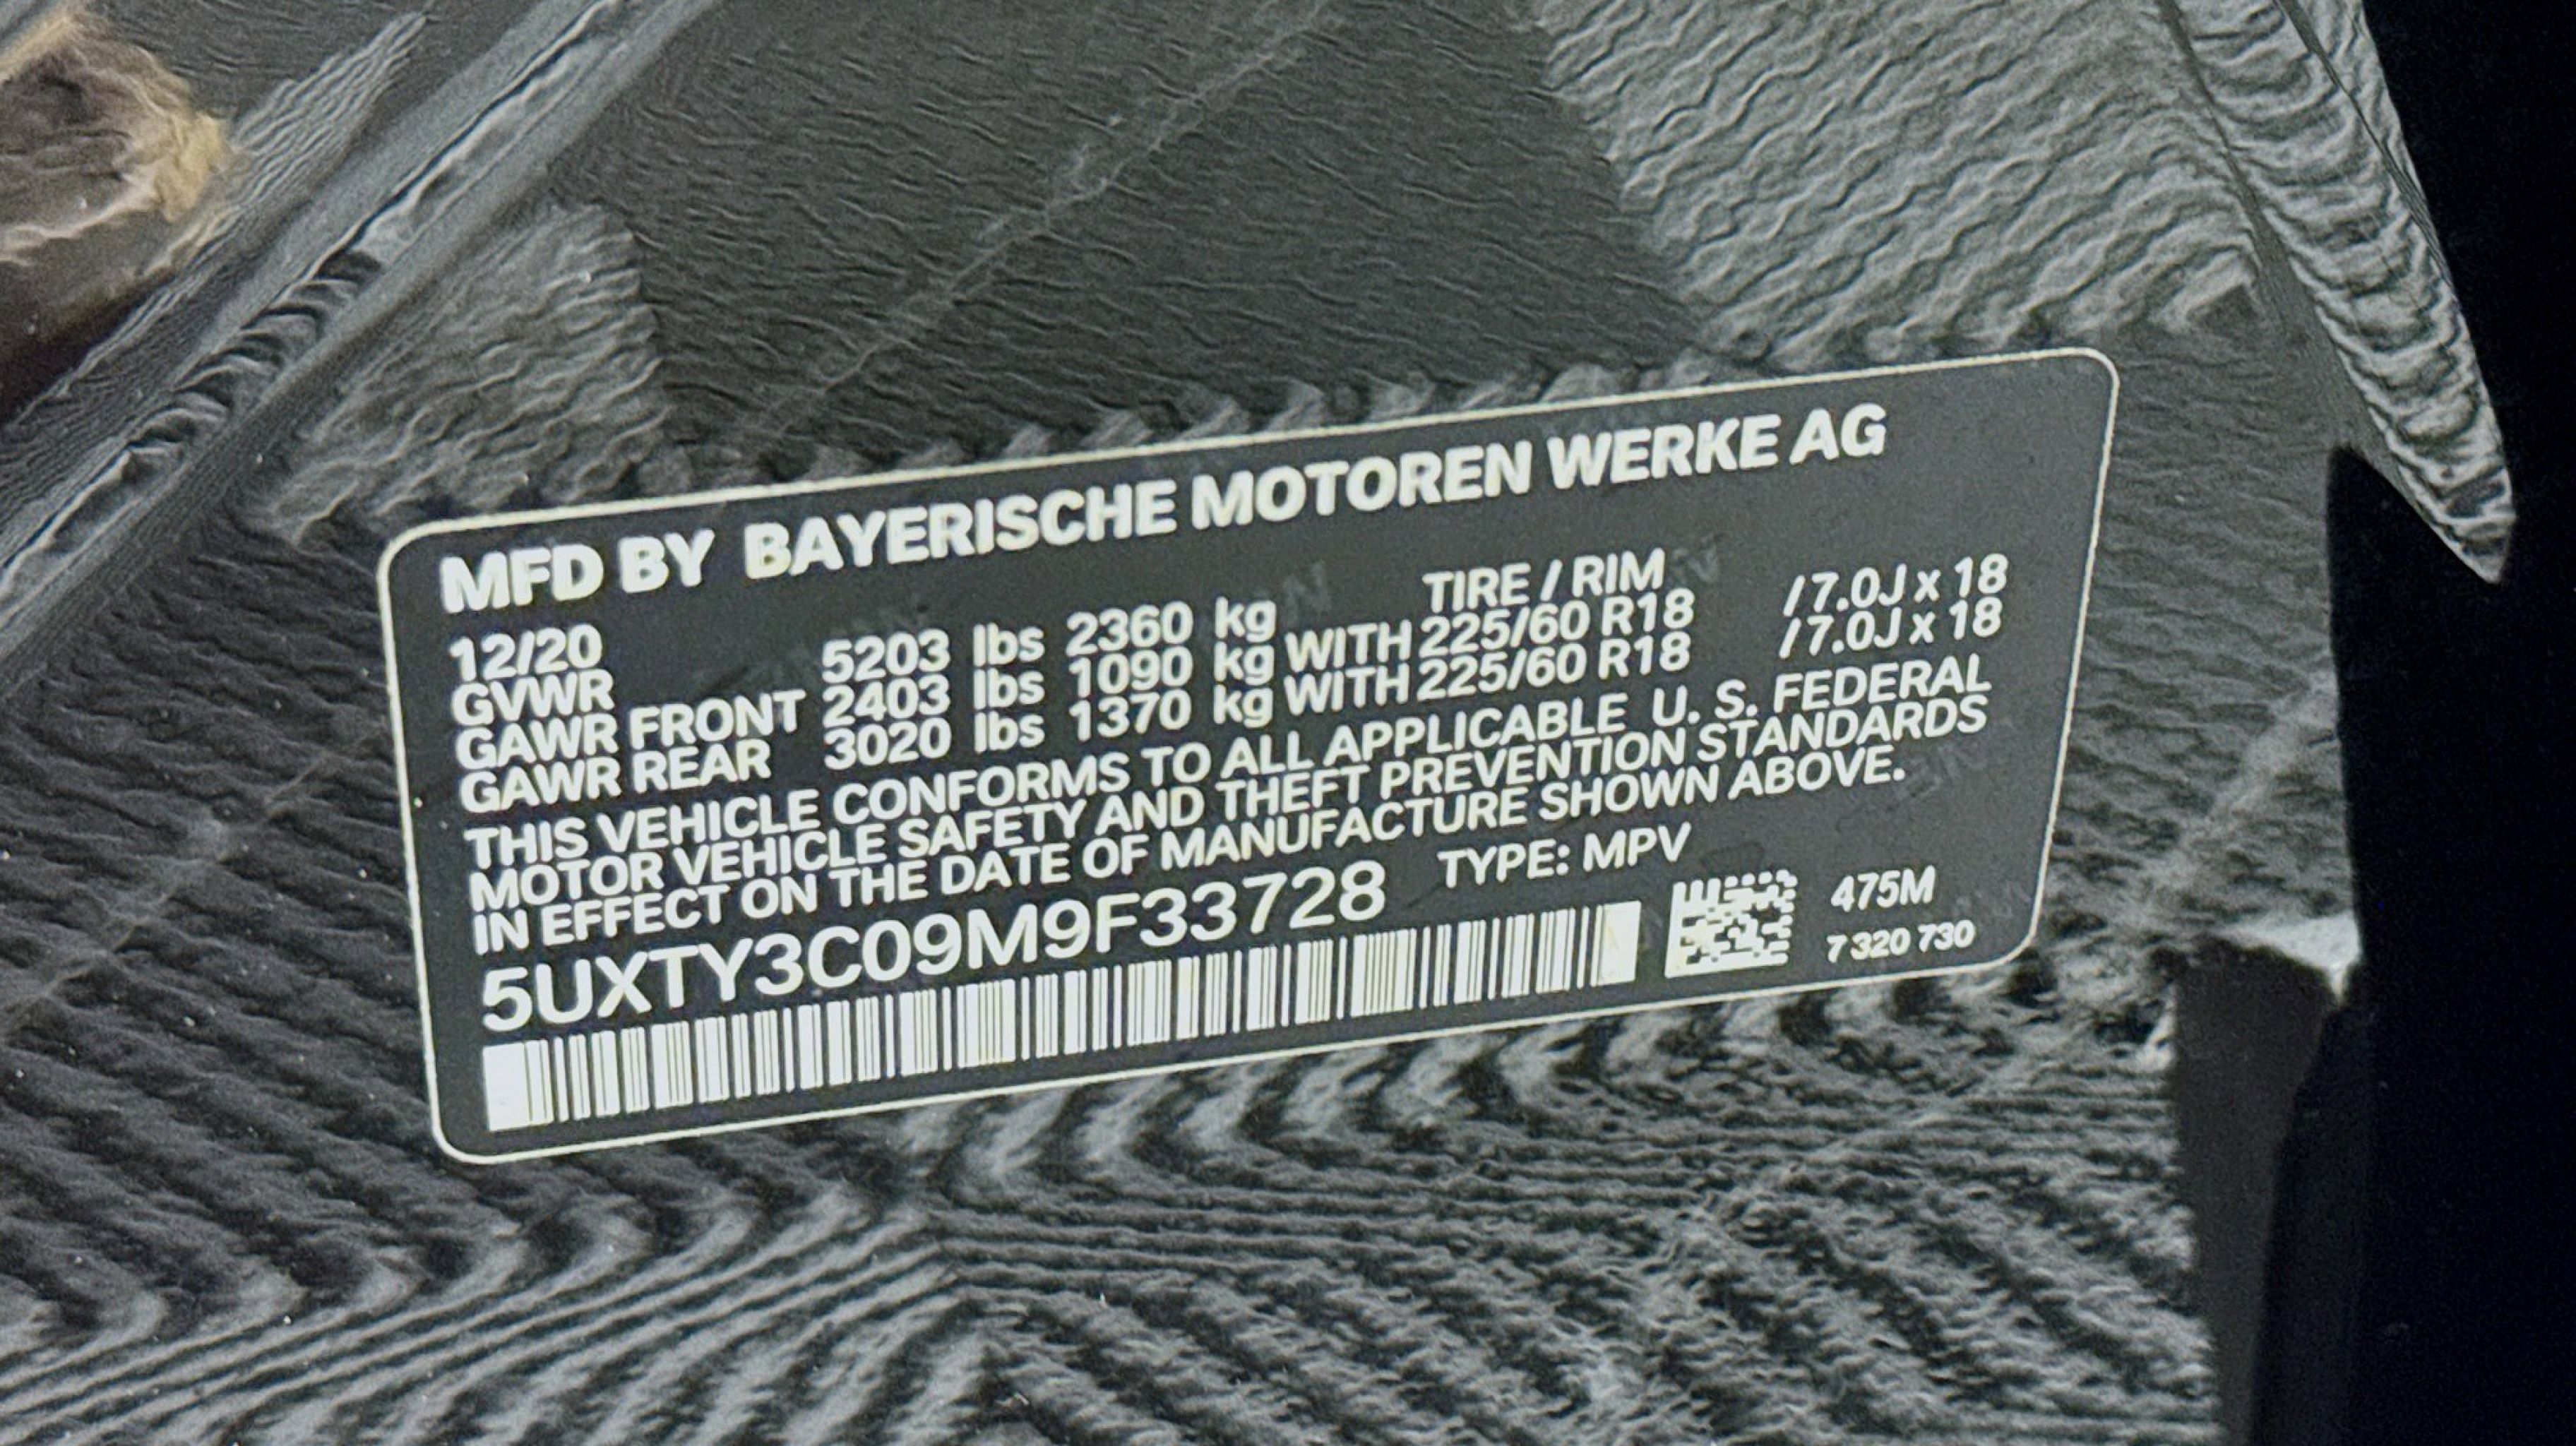 MFD BY BAYERISCHE MOTOREN WERKE AG
TIRE / RIM
12/20
GVWR 5203 lbs 2360 kg
GAWR FRONT 2403 lbs 1090 kg WITH 225/60 R18 / 7.0J x 18
GAWR REAR 3020 lbs 1370 kg WITH 225/60 R18 / 7.0J x 18
THIS VEHICLE CONFORMS TO ALL APPLICABLE U. S. FEDERAL
MOTOR VEHICLE SAFETY AND THEFT PREVENTION STANDARDS
IN EFFECT ON THE DATE OF MANUFACTURE SHOWN ABOVE.
5UXTY3C09M9F33728 TYPE: MPV
475M
7 320 730